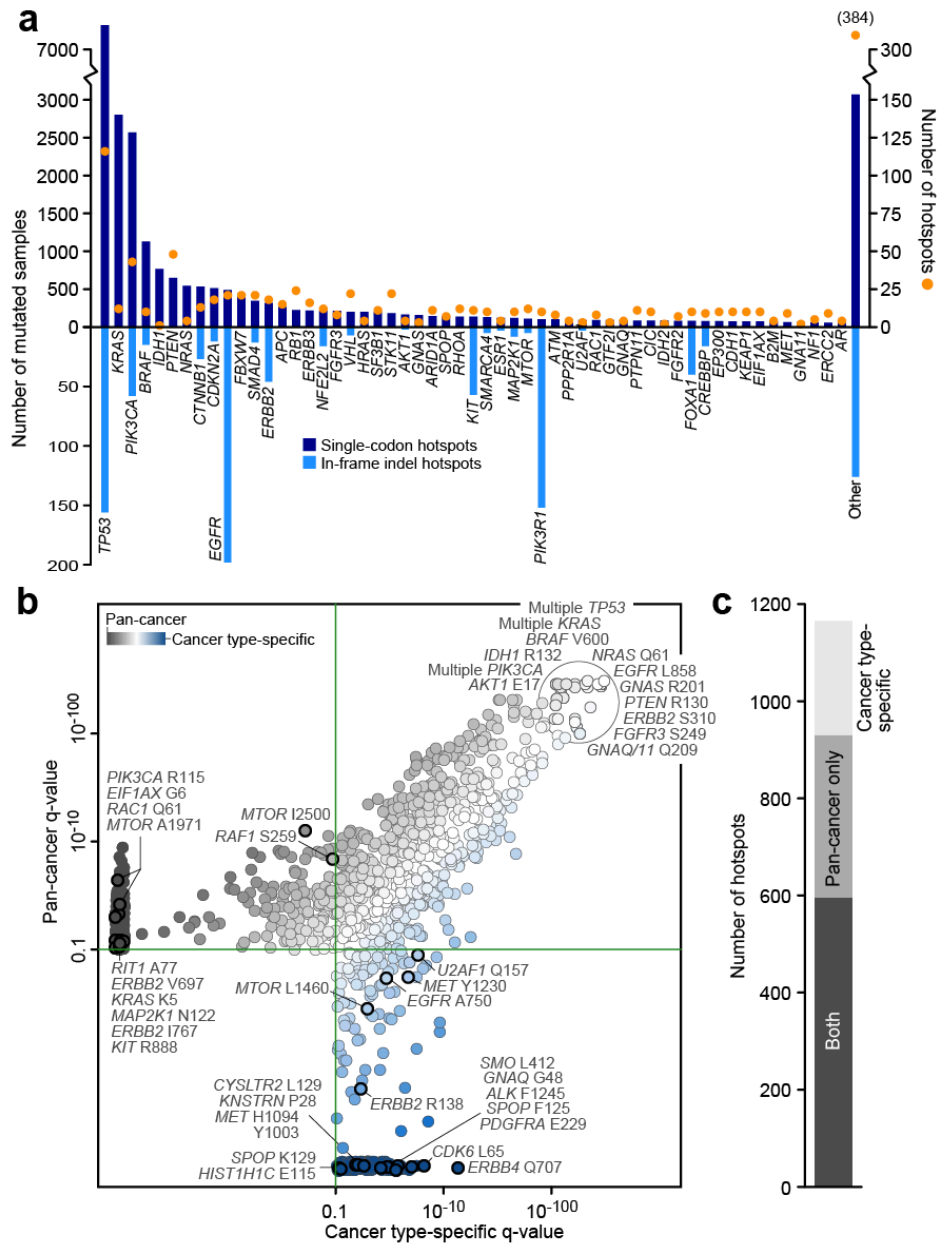 a
(384)
7000
3000
2500
2000
1500
1000
500
0
50
100
150
200
Number of mutated samples
300
150
125
100
75
50
25
0
Number of hotspots
TP53
KRAS
PIK3CA
BRAF
IDH1
PTEN
NRAS
CTNNB1
CDKN2A
EGFR
FBXW7
SMAD4
ERBB2
APC
RB1
ERBB3
NFE2L2
FGFR3
VHL
HRAS
SF3B1
STK11
AKT1
GNAS
ARID1A
SPOP
RHOA
KIT
SMARCA4
ESR1
MAP2K1
MTOR
PIK3R1
ATM
PPP2R1A
U2AF1
RAC1
GTF2I
GNAQ
PTPN11
CIC
IDH2
FGFR2
FOXA1
CREBBP
EP300
CDH1
KEAP1
EIF1AX
B2M
MET
GNA11
NF1
ERCC2
AR
Other
Single-codon hotspots
In-frame indel hotspots
b
Pan-cancer
Cancer type-specific
Multiple TP53
Multiple KRAS
BRAF V600
IDH1 R132
Multiple PIK3CA
AKT1 E17
NRAS Q61
EGFR L858
GNAS R201
PTEN R130
ERBB2 S310
FGFR3 S249
GNAQ/11 Q209
PIK3CA R115
EIF1AX G6
RAC1 Q61
MTOR A1971
MTOR I2500
RAF1 S259
RIT1 A77
ERBB2 V697
KRAS K5
MAP2K1 N122
ERBB2 I767
KIT R888
U2AF1 Q157
MET Y1230
EGFR A750
MTOR L1460
CYSLTR2 L129
KNSTRN P28
MET H1094
Y1003
ERBB2 R138
SMO L412
GNAQ G48
ALK F1245
SPOP F125
PDGFRA E229
SPOP K129
HIST1H1C E115
CDK6 L65
ERBB4 Q707
10-100
10-10
0.1
Pan-cancer q-value
0.1
10-10
10-100
Cancer type-specific q-value
c
1200
1000
800
600
400
200
0
Number of hotspots
Cancer type-
specific
Pan-cancer only
Both